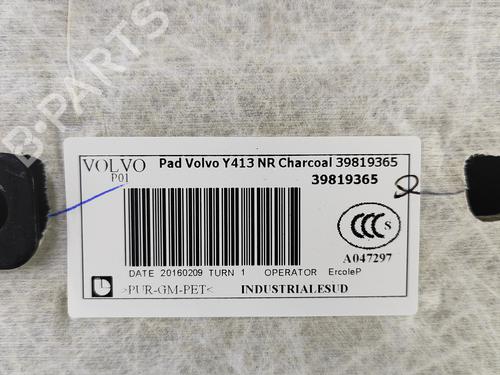 B-PARTS
VOLVO
P01
Pad Volvo Y413 NR Charcoal 39819365
39819365
S
A047297
DATE 20160209 TURN 1 OPERATOR ErcoleP
>PUR-GM-PET<
INDUSTRIALESUD